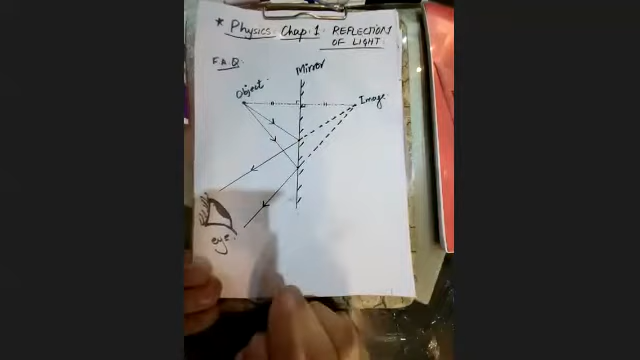 * Physics Chap. 1 REFLECTIONS
OF LIGHT.
F.A.Q.
Mirror
Object
Image
eye.